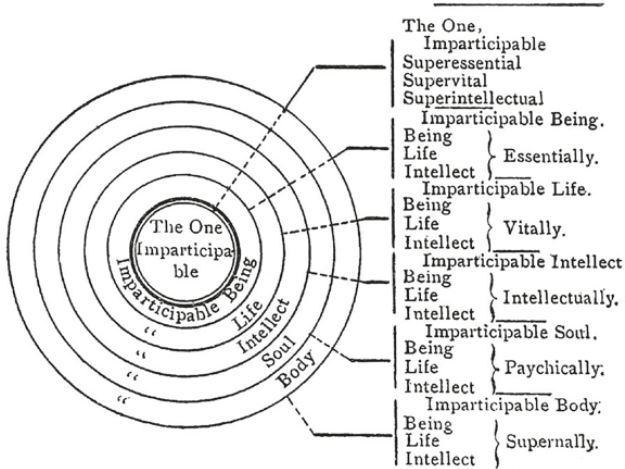 The One
Imparticipa-
ble
Imparticipable Being
“ Life
“ Intellect
“ Soul
“ Body
The One,
Imparticipable
Superessential
Supervital
Superintellectual
Imparticipable Being.
Being
Life
Intellect
Essentially.
Imparticipable Life.
Being
Life
Intellect
Vitally.
Imparticipable Intellect
Being
Life
Intellect
Intellectually.
Imparticipable Soul.
Being
Life
Intellect
Paychically.
Imparticipable Body.
Being
Life
Intellect
Supernally.